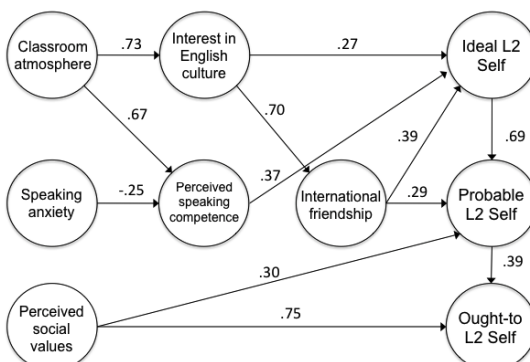 Classroom
atmosphere
.73
Interest in
English
culture
.27
Ideal L2
Self
.67
.70
.39
.69
Speaking
anxiety
-.25
Perceived
speaking
competence
.37
International
friendship
.29
Probable
L2 Self
.30
.39
Perceived
social
values
.75
Ought-to
L2 Self